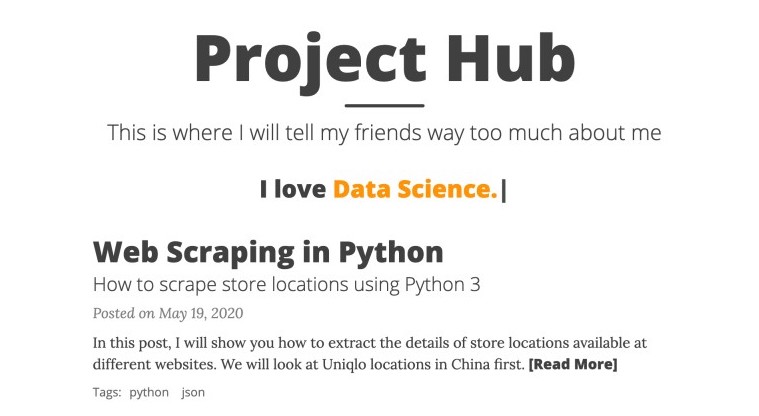 Project Hub
This is where I will tell my friends way too much about me
I love Data Science.|
Web Scraping in Python
How to scrape store locations using Python 3
Posted on May 19, 2020
In this post, I will show you how to extract the details of store locations available at
different websites. We will look at Uniqlo locations in China first. [Read More]
Tags: python json